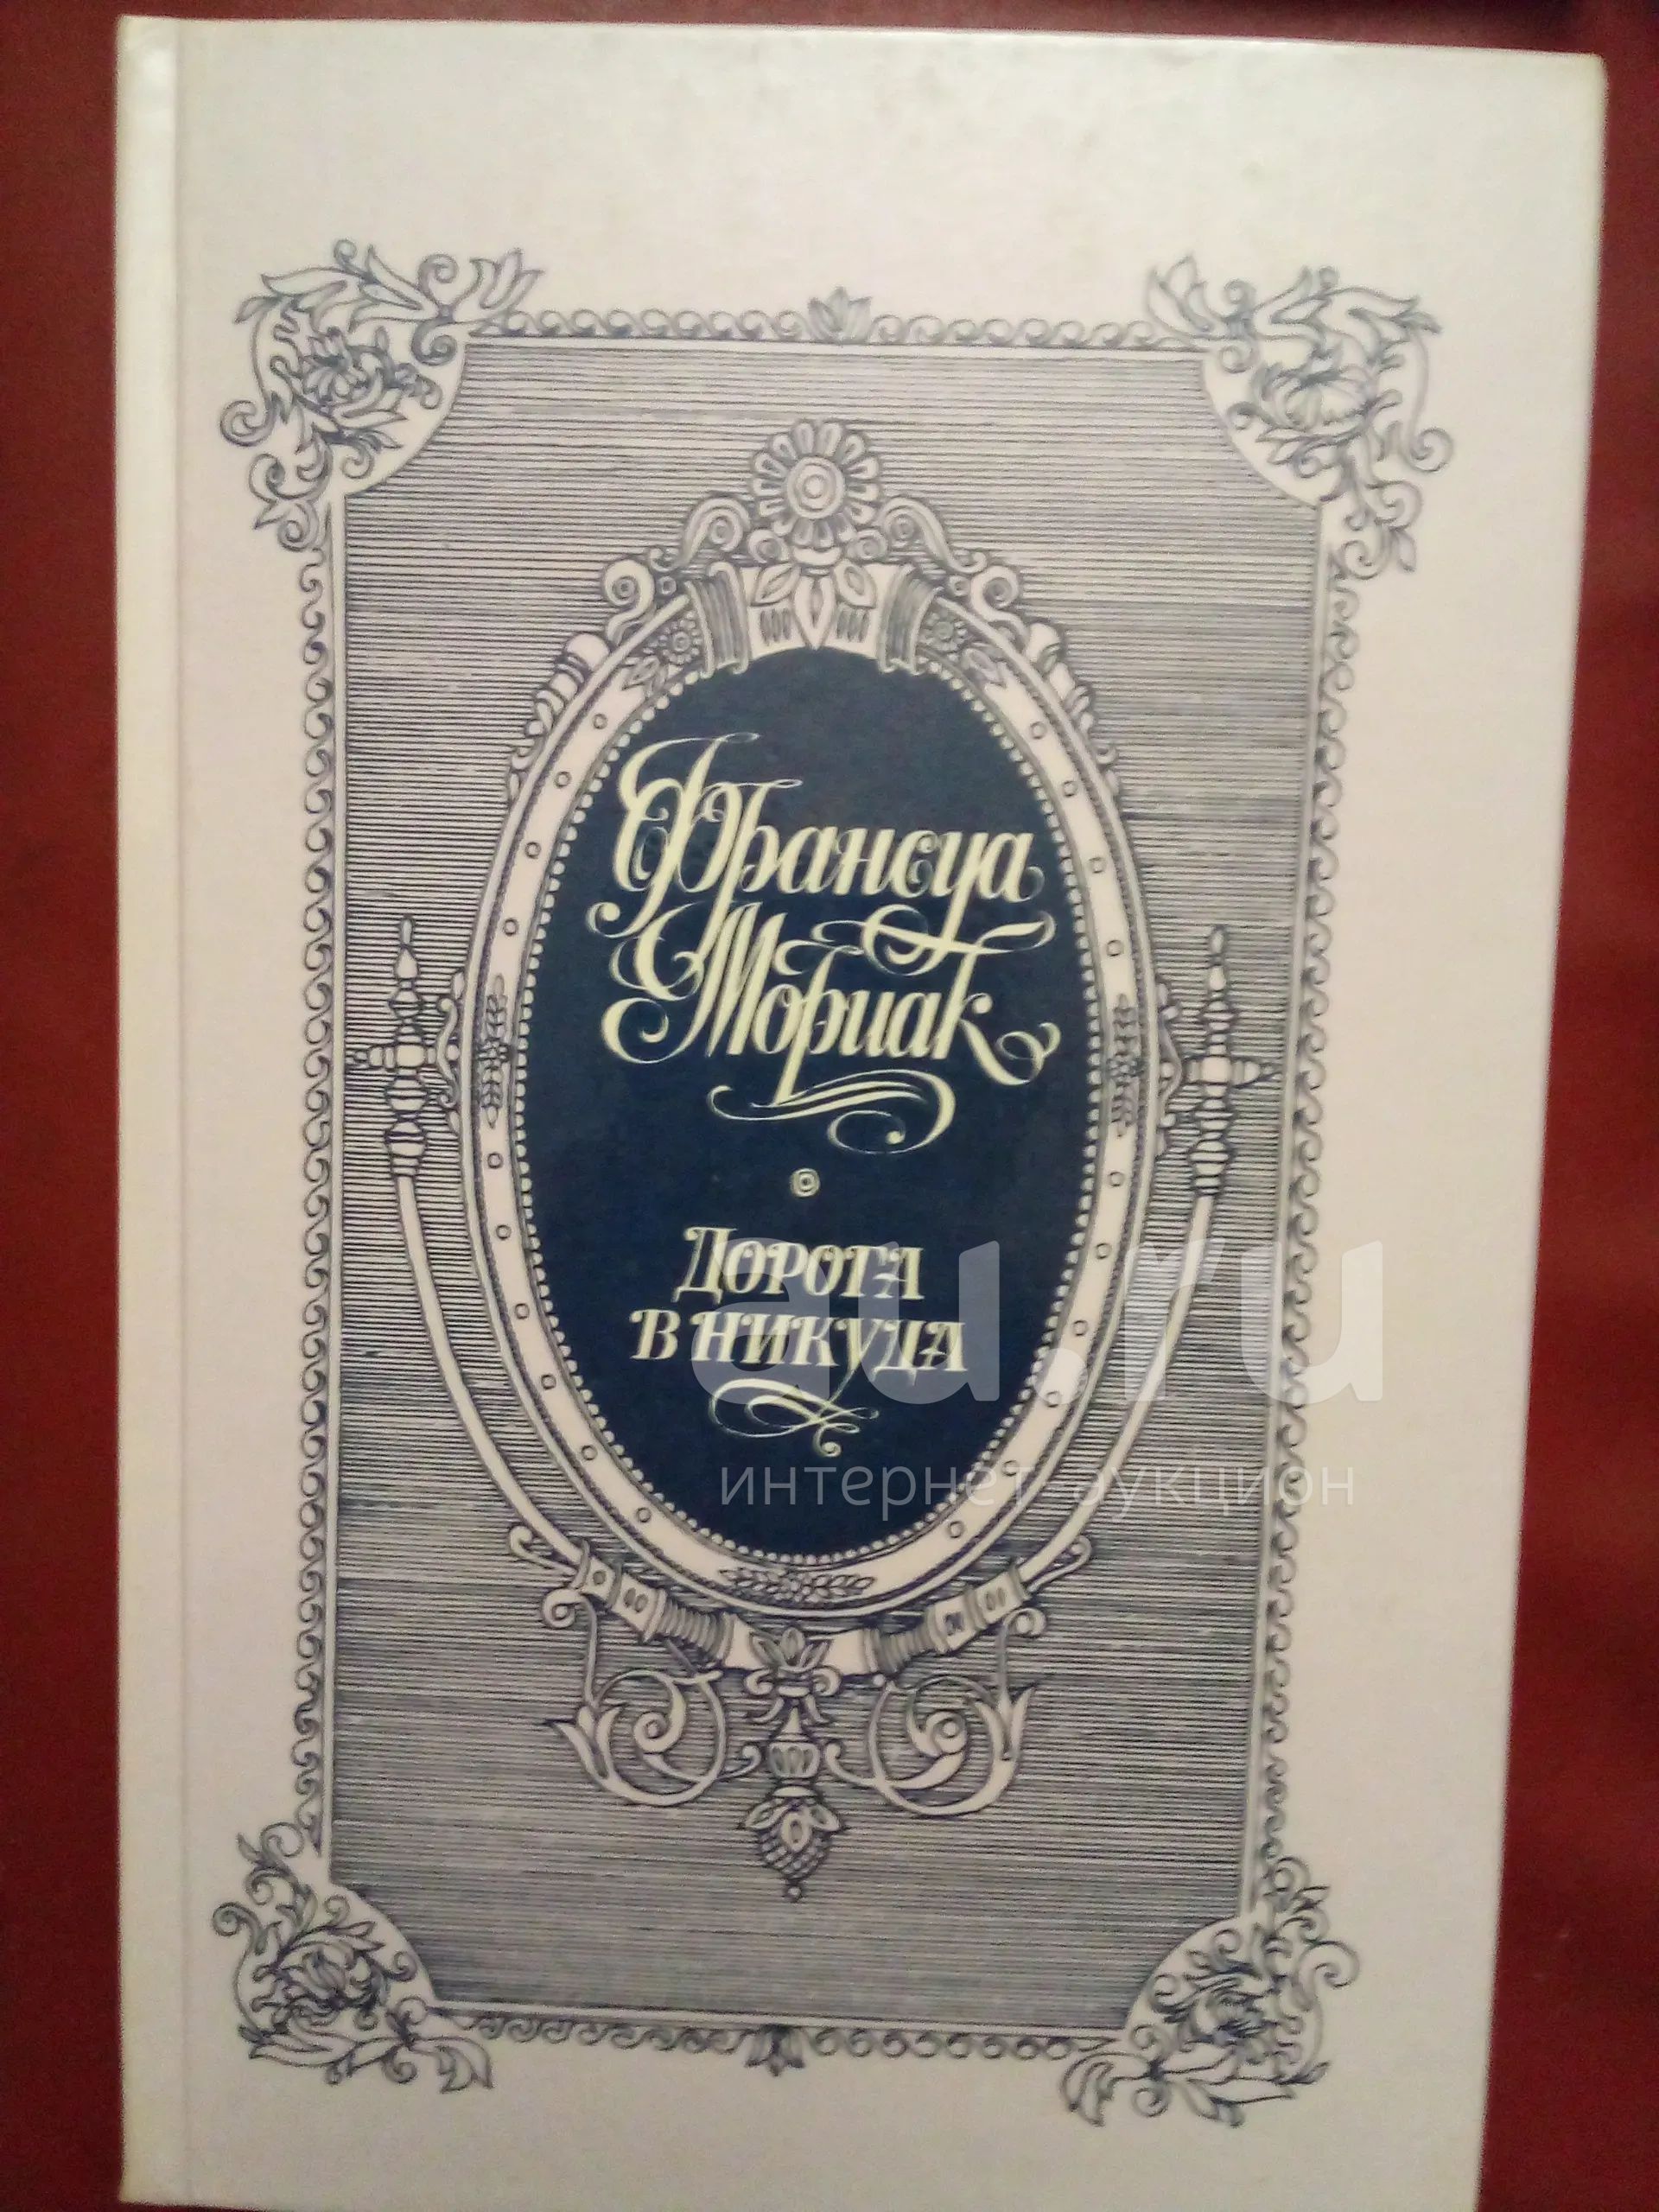 Франсуа
Мориак
Дорога
в никуда
au.ru
интернет аукцион